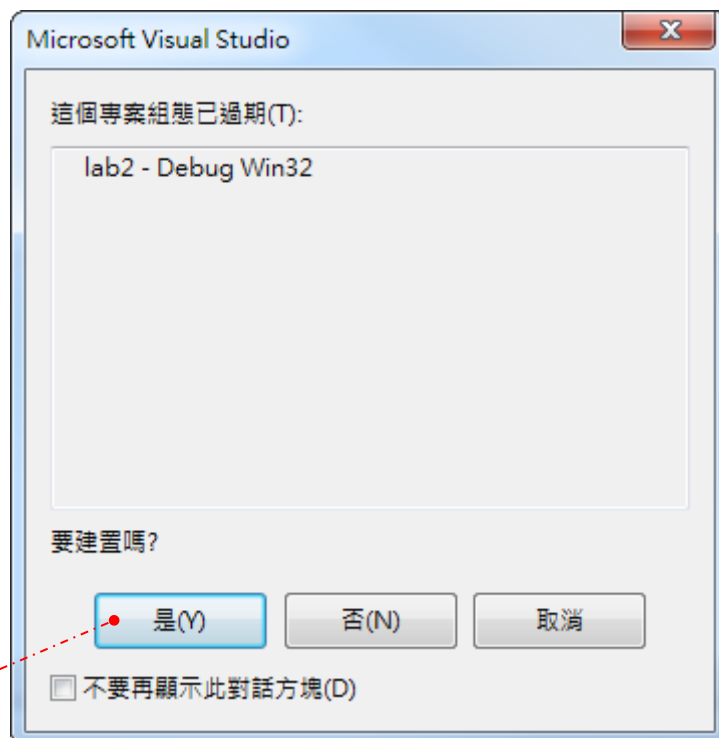 Microsoft Visual Studio
這個專案組態已過期(T):
lab2 - Debug Win32
要建置嗎?
是(Y)
否(N)
取消
不要再顯示此對話方塊(D)